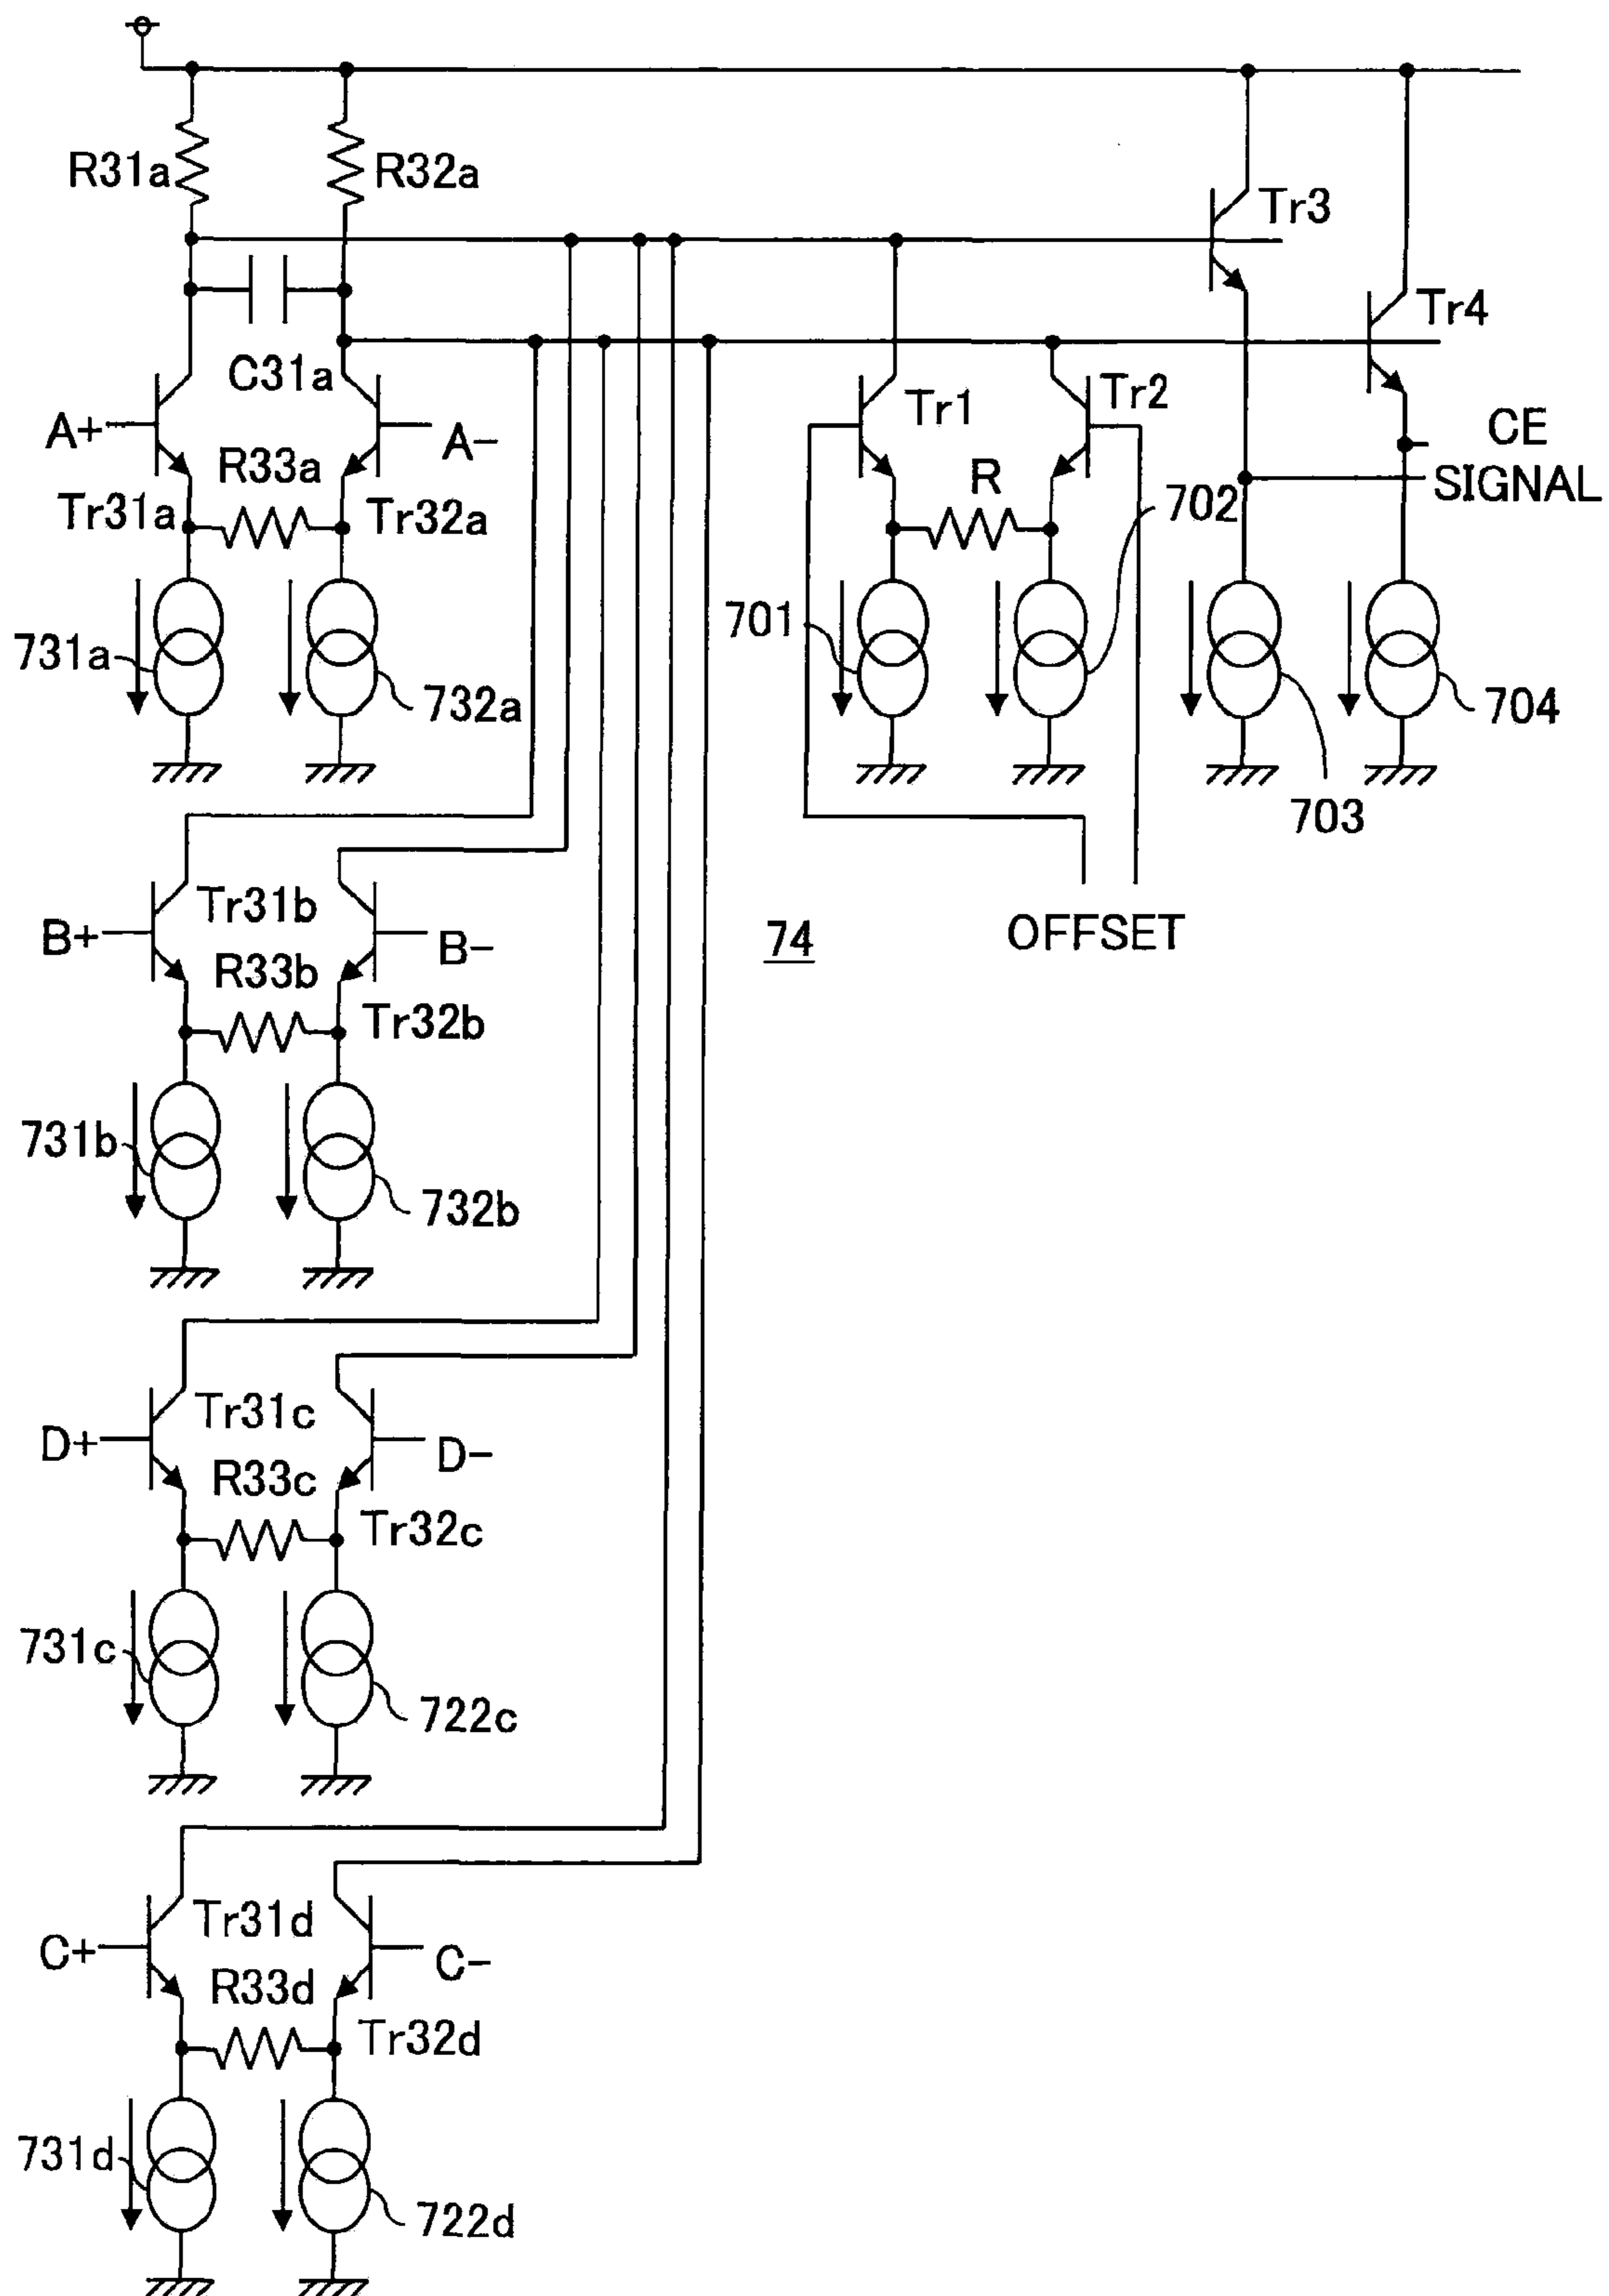 R31a
R32a
Tr3
Tr4
C31a
A+
A-
R33a
Tr31a
Tr32a
Tr1
Tr2
R
702
CE
SIGNAL
731a
732a
701
704
703
Tr31b
B+
B-
R33b
Tr32b
74
OFFSET
731b
732b
Tr31c
D+
D-
R33c
Tr32c
731c
722c
Tr31d
C+
C-
R33d
Tr32d
731d
722d